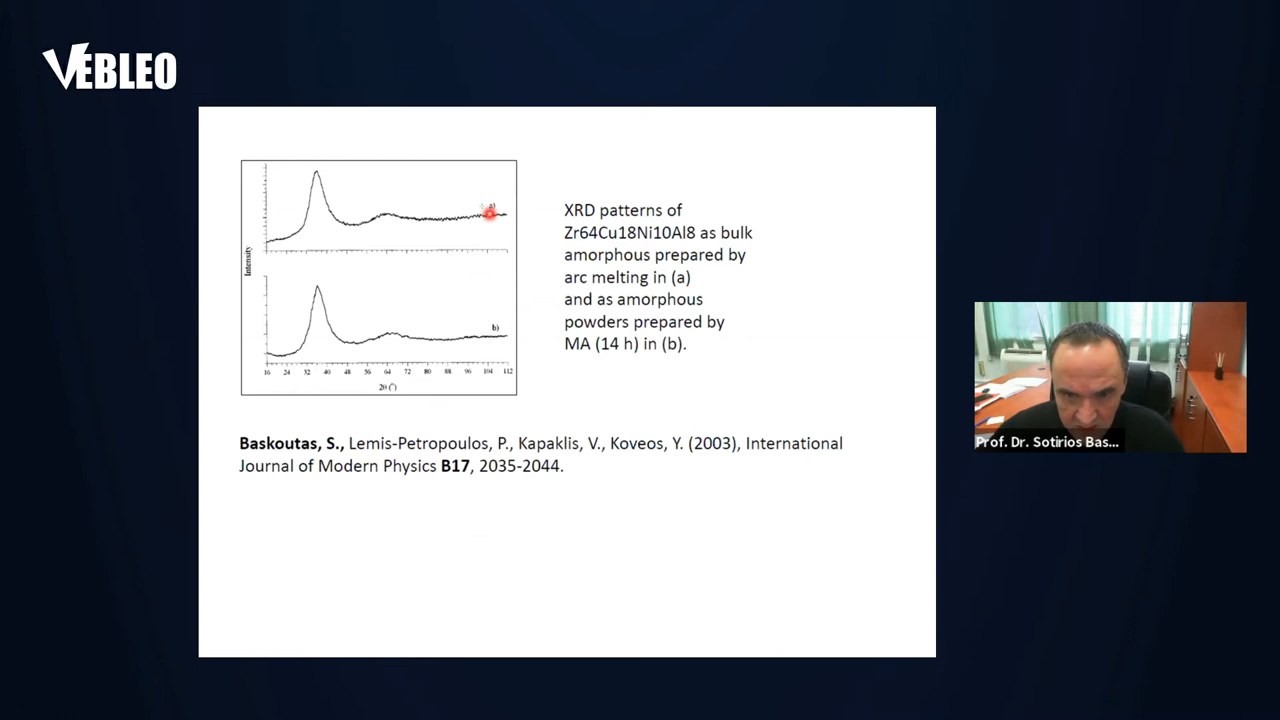 VEBLEO
a)
Intensity
b)
16 24 32 40 48 56 64 72 80 88 96 104 112
2θ (°)
XRD patterns of
Zr64Cu18Ni10Al8 as bulk
amorphous prepared by
arc melting in (a)
and as amorphous
powders prepared by
MA (14 h) in (b).
Baskoutas, S., Lemis-Petropoulos, P., Kapaklis, V., Koveos, Y. (2003), International
Journal of Modern Physics B17, 2035-2044.
Prof. Dr. Sotirios Bas...